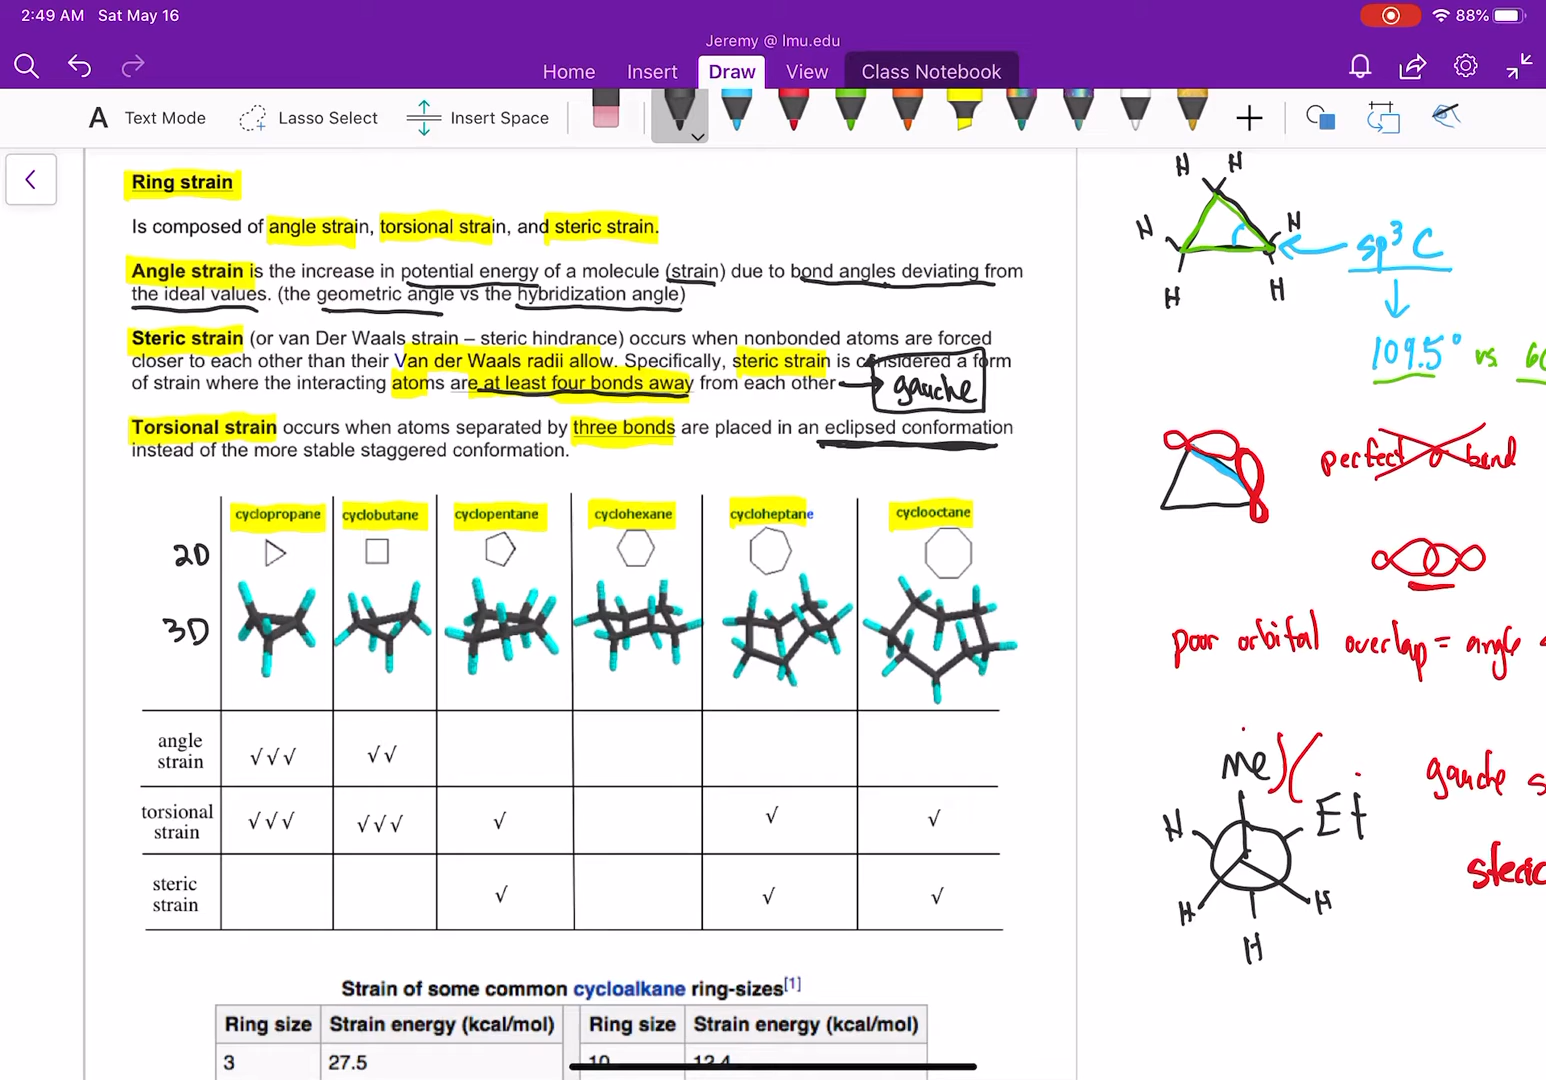 2:49 AM Sat May 16
88%
Jeremy @ lmu.edu
Home Insert Draw View Class Notebook
A Text Mode Lasso Select Insert Space
Ring strain
Is composed of angle strain, torsional strain, and steric strain.
Angle strain is the increase in potential energy of a molecule (strain) due to bond angles deviating from
the ideal values. (the geometric angle vs the hybridization angle)
Steric strain (or van Der Waals strain – steric hindrance) occurs when nonbonded atoms are forced
closer to each other than their Van der Waals radii allow. Specifically, steric strain is considered a form
of strain where the interacting atoms are at least four bonds away from each other
gauche
Torsional strain occurs when atoms separated by three bonds are placed in an eclipsed conformation
instead of the more stable staggered conformation.
cyclopropane cyclobutane cyclopentane cyclohexane cycloheptane cyclooctane
2D
3D
angle
strain
√√√ √√
torsional
strain
√√√ √√√ √ √ √
steric
strain
√ √ √
Strain of some common cycloalkane ring-sizes[1]
Ring size Strain energy (kcal/mol) Ring size Strain energy (kcal/mol)
3 27.5 10 12.4
H H
H H
H H
sp³ C
109.5° vs 60
perfect σ bond
poor orbital overlap = angle
me Et
H
H H
H
gauche s
steric